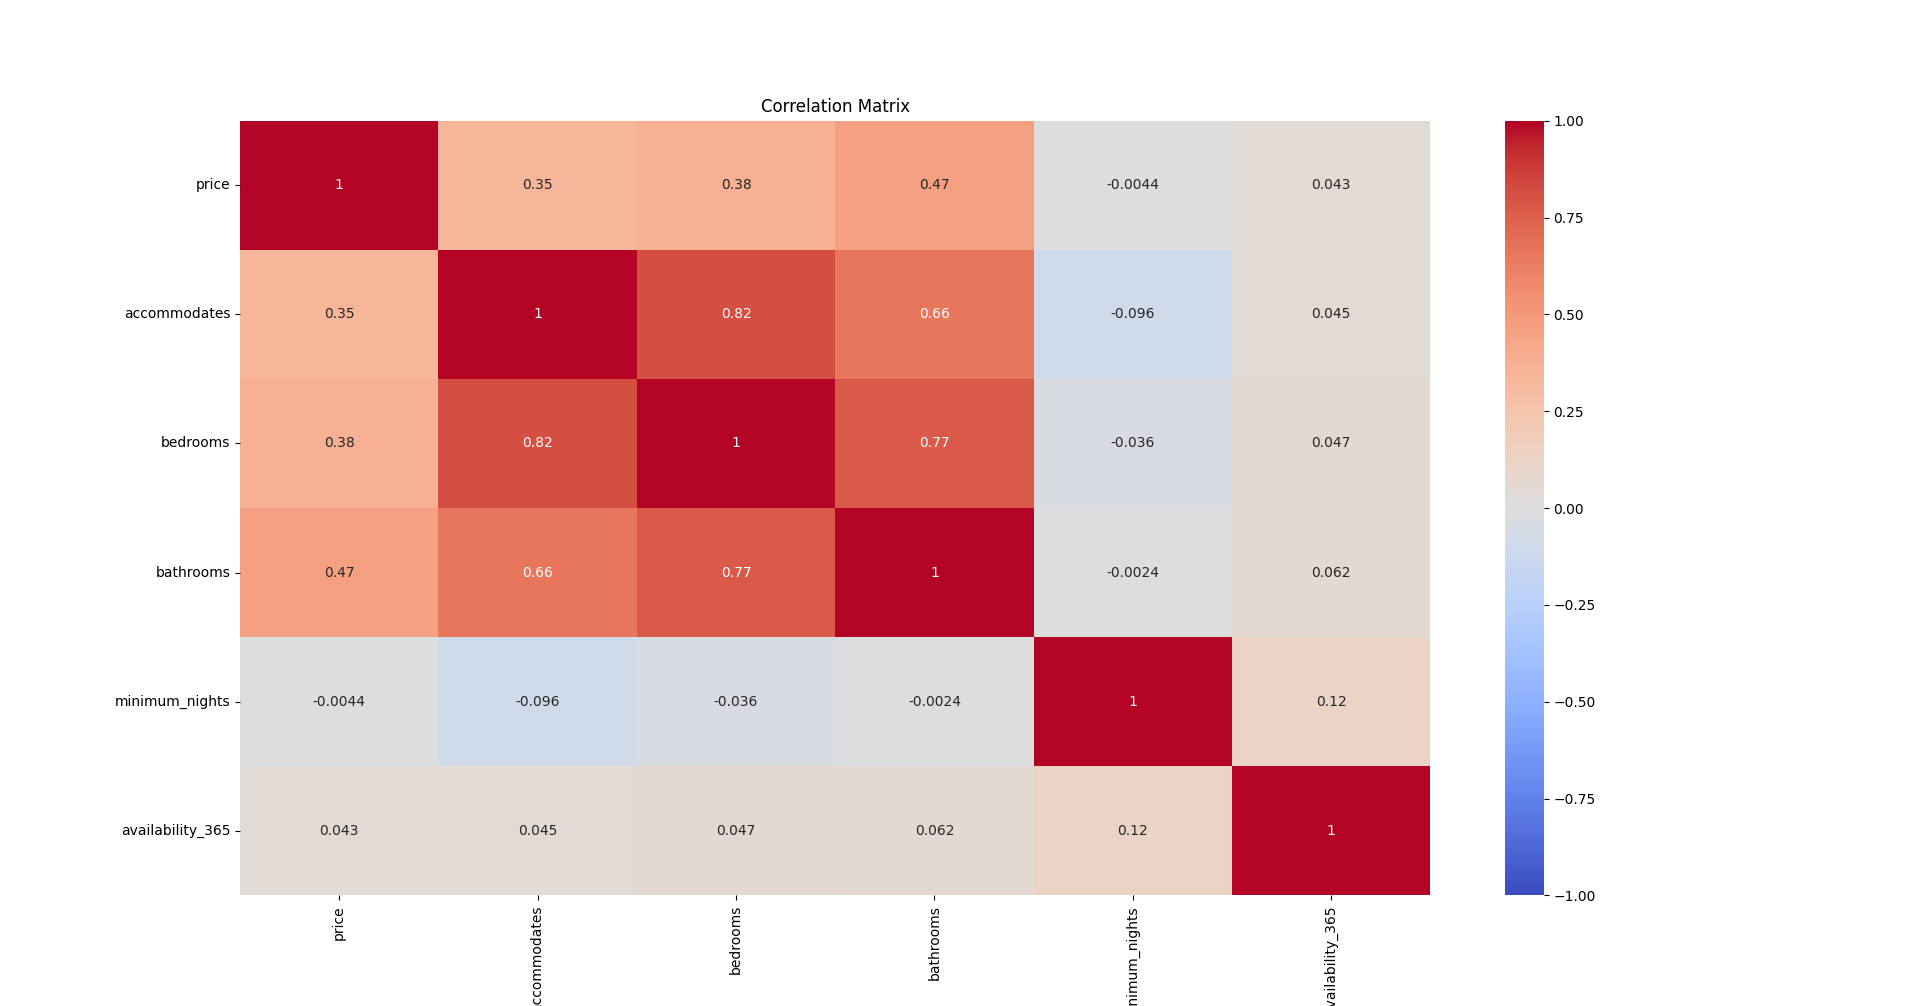 Correlation Matrix
price 1 0.35 0.38 0.47 -0.0044 0.043
accommodates 0.35 1 0.82 0.66 -0.096 0.045
bedrooms 0.38 0.82 1 0.77 -0.036 0.047
bathrooms 0.47 0.66 0.77 1 -0.0024 0.062
minimum_nights -0.0044 -0.096 -0.036 -0.0024 1 0.12
availability_365 0.043 0.045 0.047 0.062 0.12 1
price
ccommodates
bedrooms
bathrooms
nimum_nights
vailability_365
1.00
0.75
0.50
0.25
0.00
−0.25
−0.50
−0.75
−1.00